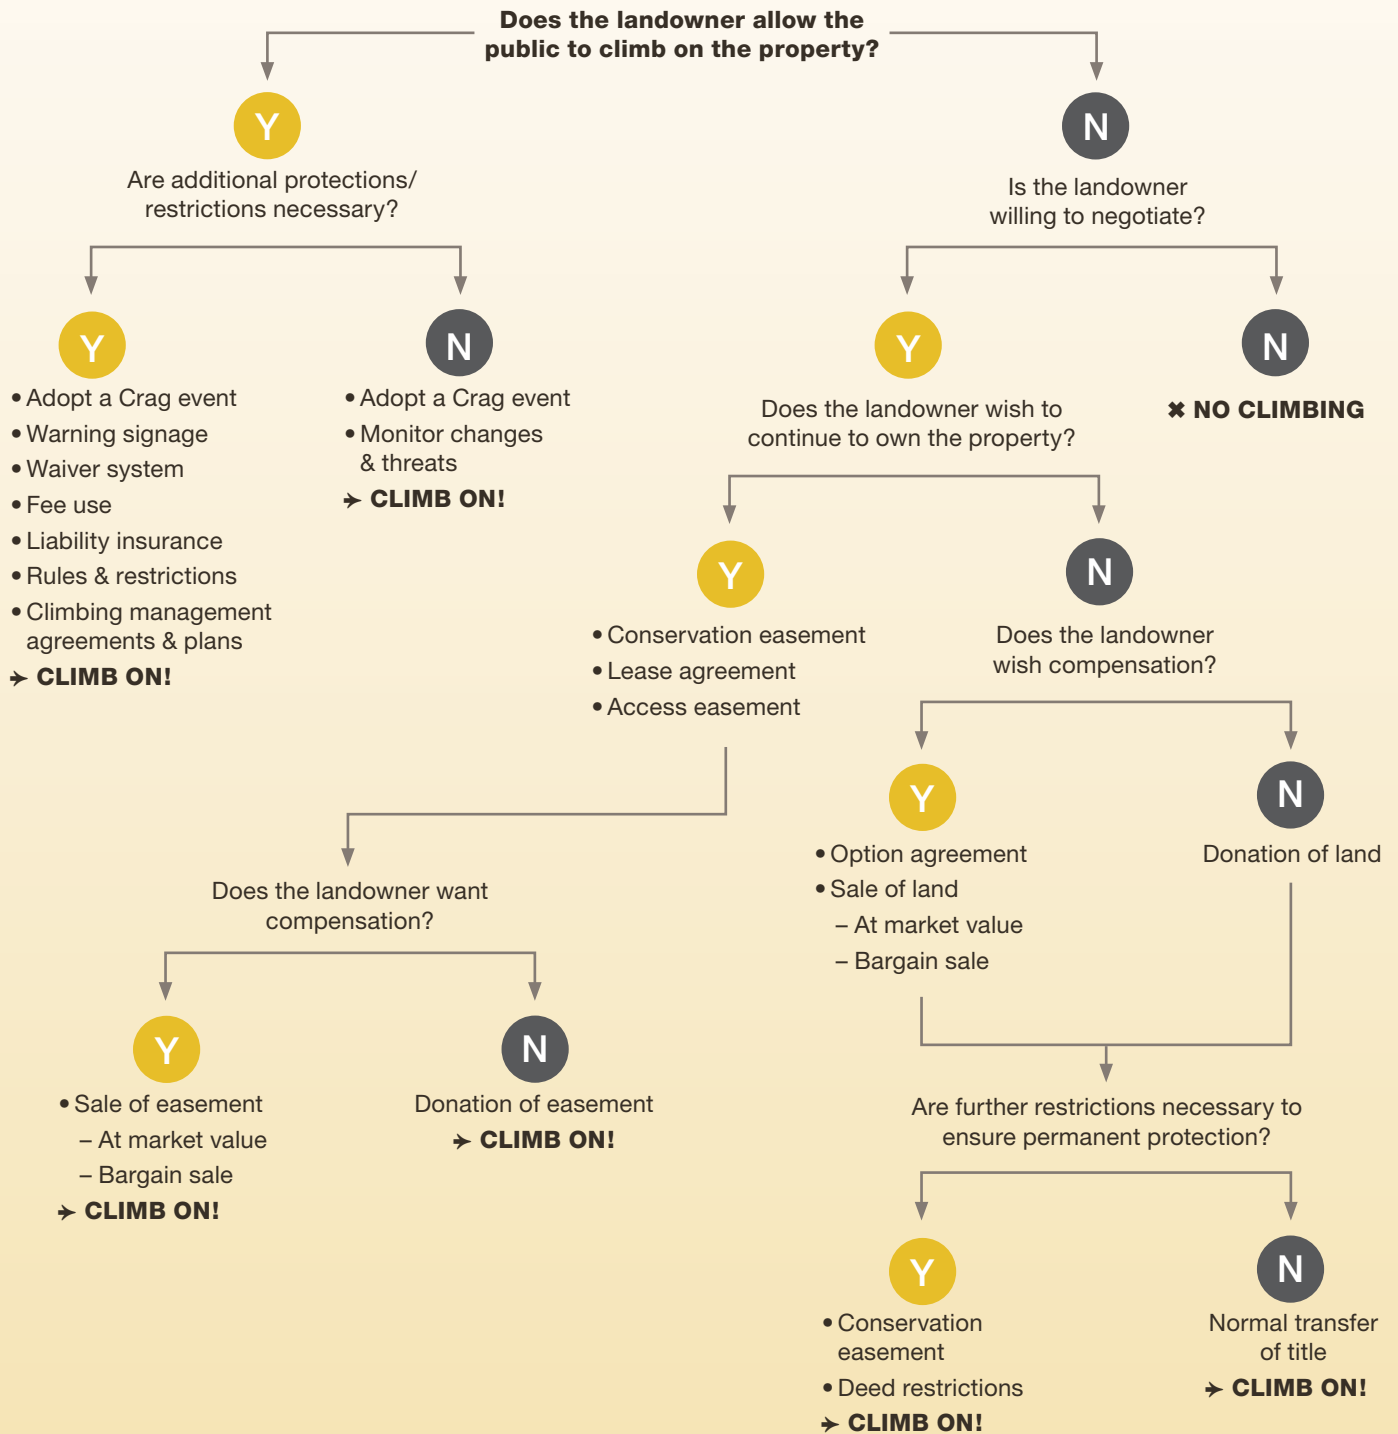 Does the landowner allow the
public to climb on the property?
Y
N
Are additional protections/
restrictions necessary?
Is the landowner
willing to negotiate?
Y
N
Y
N
• Adopt a Crag event
• Warning signage
• Waiver system
• Fee use
• Liability insurance
• Rules & restrictions
• Climbing management
agreements & plans
➛ CLIMB ON!
• Adopt a Crag event
• Monitor changes
& threats
➛ CLIMB ON!
Does the landowner wish to
continue to own the property?
✖ NO CLIMBING
Y
N
• Conservation easement
• Lease agreement
• Access easement
Does the landowner
wish compensation?
Y
N
• Option agreement
• Sale of land
– At market value
– Bargain sale
Donation of land
Does the landowner want
compensation?
Y
N
• Sale of easement
– At market value
– Bargain sale
➛ CLIMB ON!
Donation of easement
➛ CLIMB ON!
Are further restrictions necessary to
ensure permanent protection?
Y
N
• Conservation
easement
• Deed restrictions
➛ CLIMB ON!
Normal transfer
of title
➛ CLIMB ON!